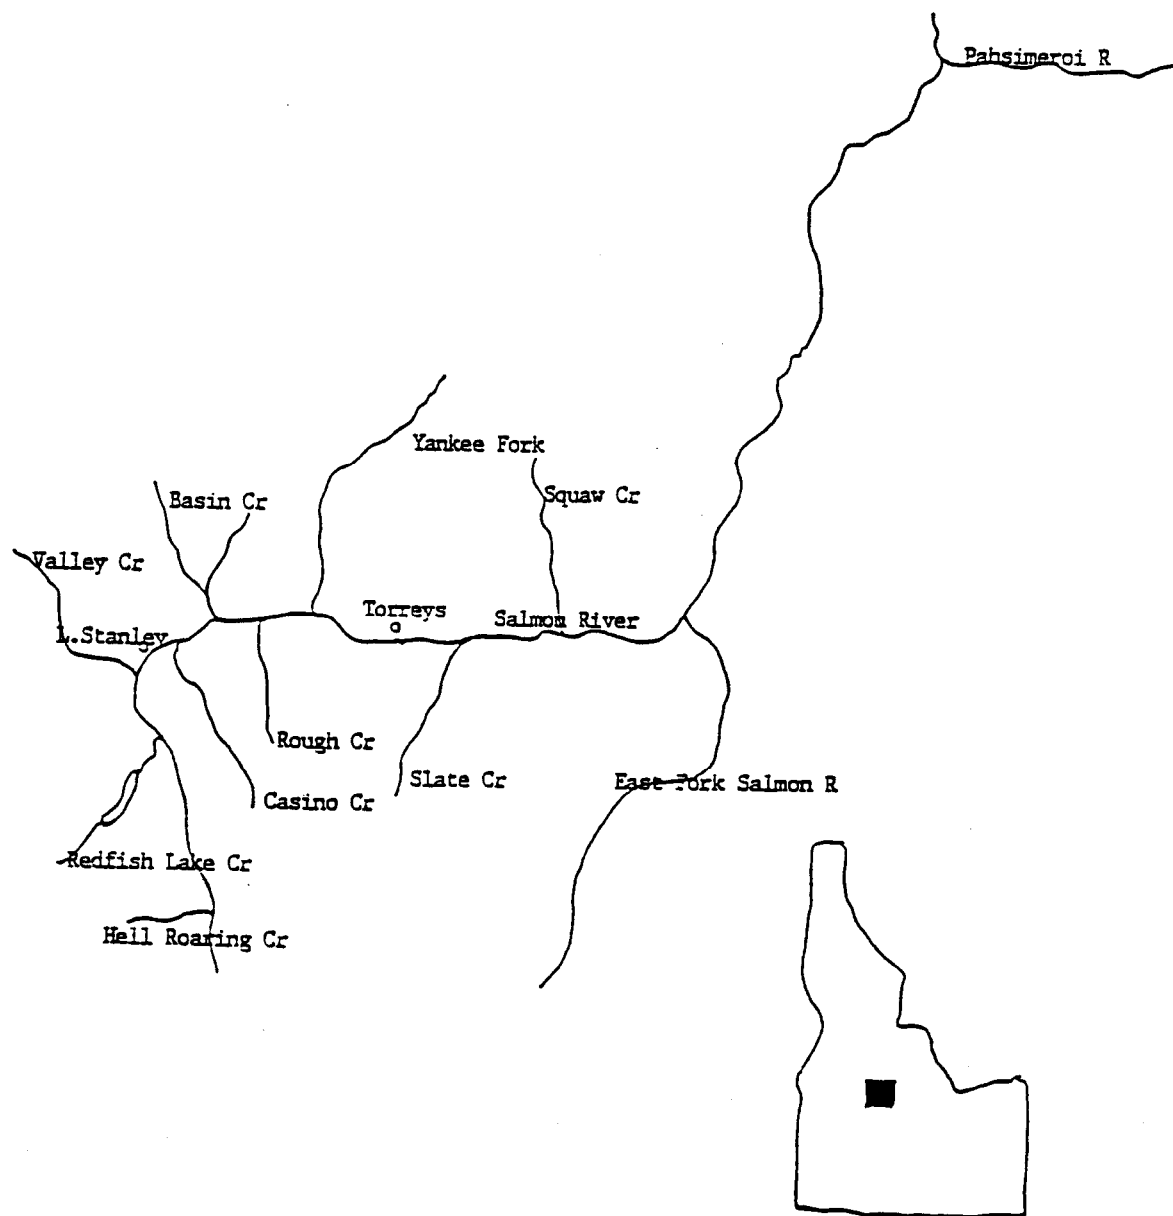 Pahsimeroi R
Yankee Fork
Basin Cr
Squaw Cr
Valley Cr
Torreys
Salmon River
L.Stanley
Rough Cr
Slate Cr
East Fork Salmon R
Casino Cr
Redfish Lake Cr
Hell Roaring Cr